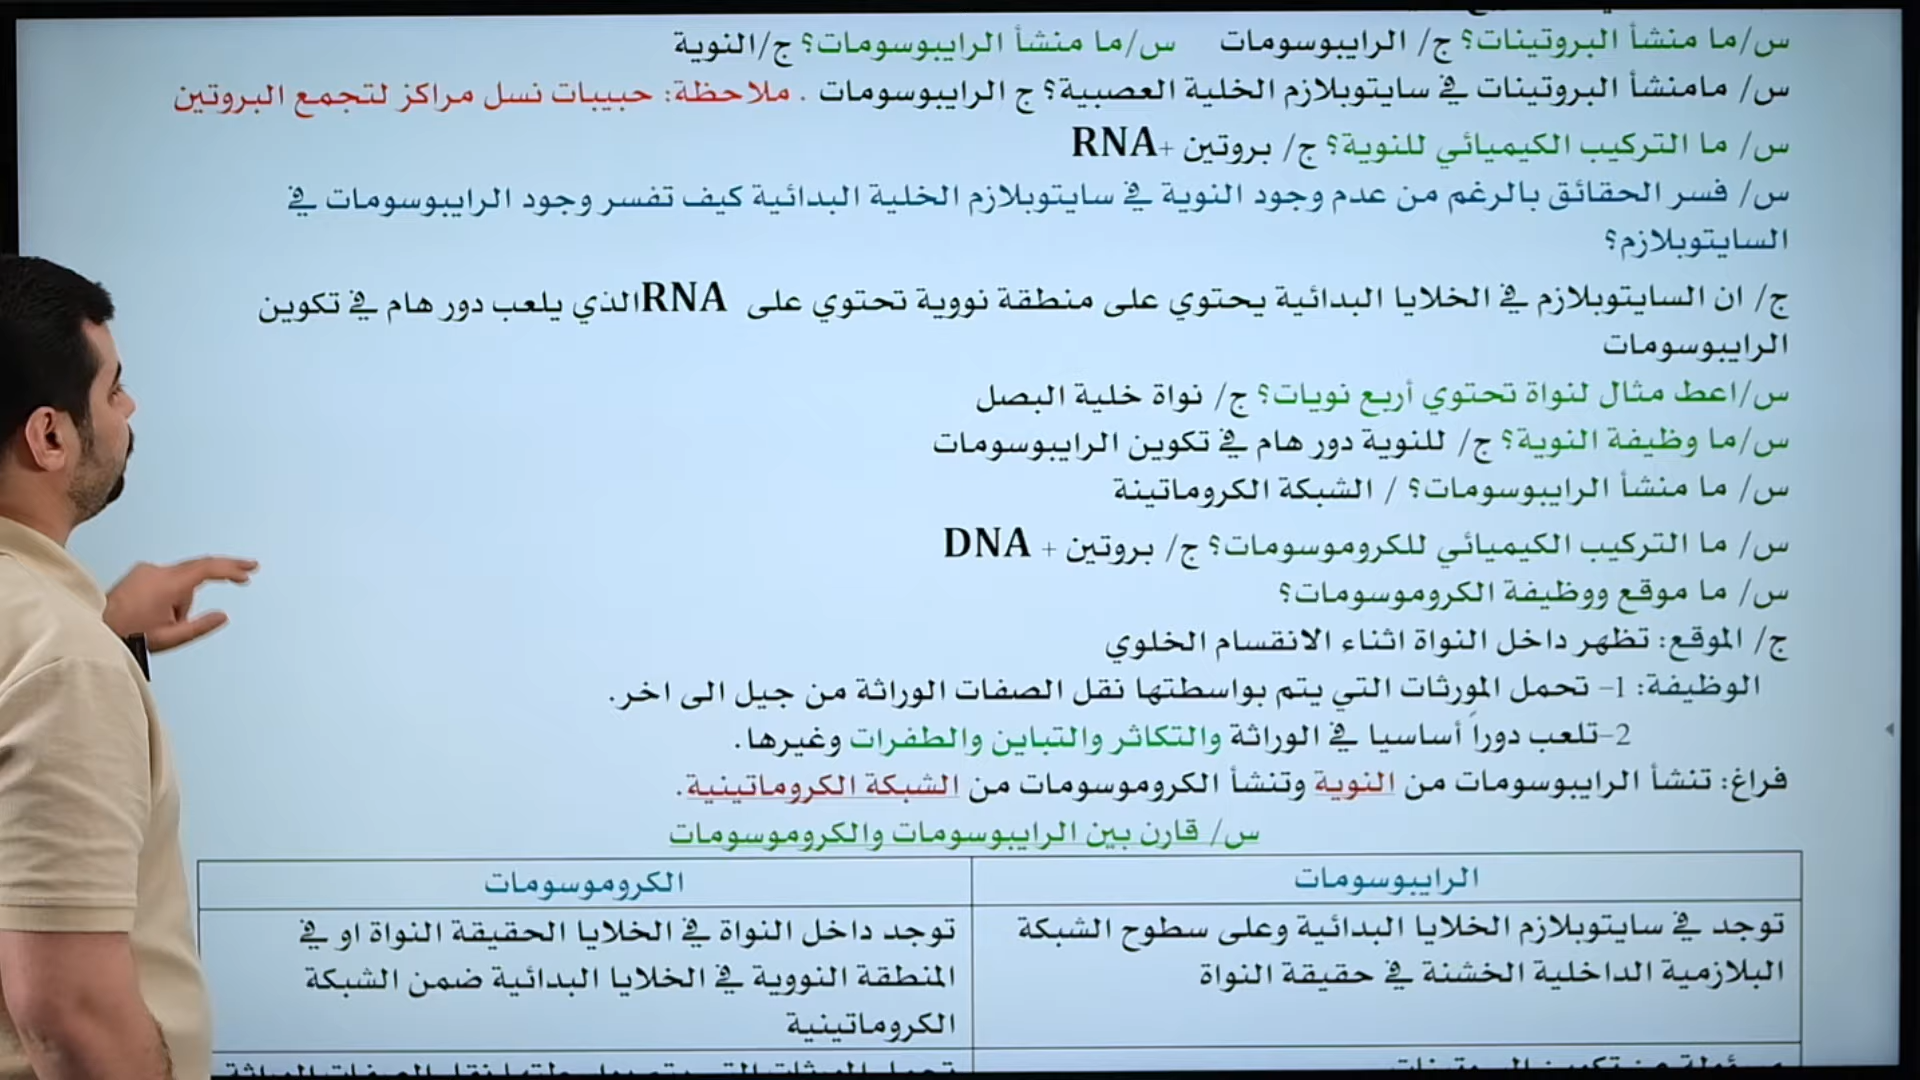 س/ما منشأ البروتينات؟ ج/ الرايبوسومات س/ما منشأ الرايبوسومات؟ ج/النوية
س/ مامنشأ البروتينات في سايتوبلازم الخلية العصبية؟ ج الرايبوسومات . ملاحظة: حبيبات نسل مراكز لتجمع البروتين
س/ ما التركيب الكيميائي للنوية؟ ج/ بروتين +RNA
س/ فسر الحقائق بالرغم من عدم وجود النوية في سايتوبلازم الخلية البدائية كيف تفسر وجود الرايبوسومات في
السايتوبلازم؟
ج/ ان السايتوبلازم في الخلايا البدائية يحتوي على منطقة نووية تحتوي على RNAالذي يلعب دور هام في تكوين
الرايبوسومات
س/اعط مثال لنواة تحتوي أربع نويات؟ ج/ نواة خلية البصل
س/ما وظيفة النوية؟ ج/ للنوية دور هام في تكوين الرايبوسومات
س/ ما منشأ الرايبوسومات؟ / الشبكة الكروماتينة
س/ ما التركيب الكيميائي للكروموسومات؟ ج/ بروتين + DNA
س/ ما موقع ووظيفة الكروموسومات؟
ج/ الموقع: تظهر داخل النواة اثناء الانقسام الخلوي
الوظيفة: 1- تحمل المورثات التي يتم بواسطتها نقل الصفات الوراثة من جيل الى اخر.
2-تلعب دوراً أساسيا في الوراثة والتكاثر والتباين والطفرات وغيرها.
فراغ: تنشأ الرايبوسومات من النوية وتنشأ الكروموسومات من الشبكة الكروماتينية.
س/ قارن بين الرايبوسومات والكروموسومات
الرايبوسومات
الكروموسومات
توجد في سايتوبلازم الخلايا البدائية وعلى سطوح الشبكة
البلازمية الداخلية الخشنة في حقيقة النواة
توجد داخل النواة في الخلايا الحقيقة النواة او في
المنطقة النووية في الخلايا البدائية ضمن الشبكة
الكروماتينية